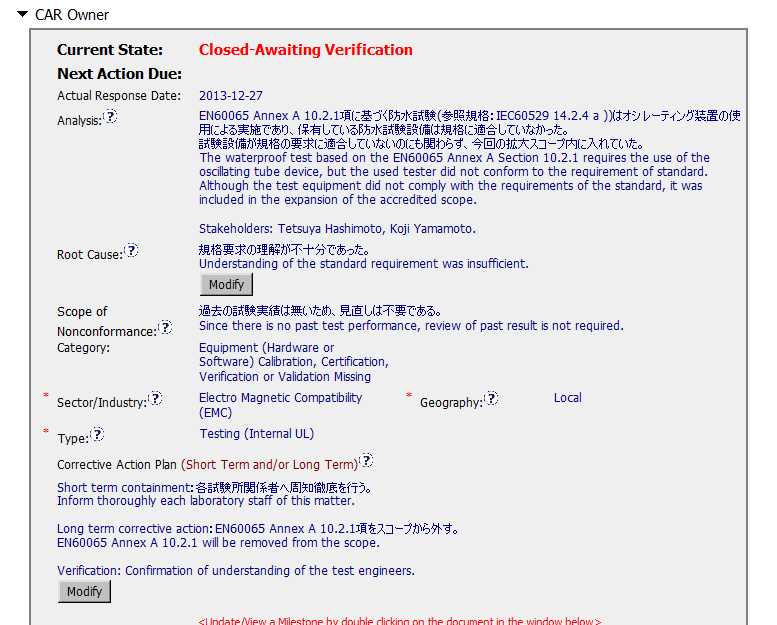 CAR Owner
Current State: Closed-Awaiting Verification
Next Action Due:
Actual Response Date: 2013-12-27
Analysis: EN60065 Annex A 10.2.1項に基づく防水試験(参照規格: IEC60529 14.2.4 a ))はオシレーティング装置の使
用による実施であり、保有している防水試験設備は規格に適合していなかった。
試験設備が規格の要求に適合していないのにも関わらず、今回の拡大スコープ内に入れていた。
The waterproof test based on the EN60065 Annex A Section 10.2.1 requires the use of the
oscillating tube device, but the used tester did not conform to the requirement of standard.
Although the test equipment did not comply with the requirements of the standard, it was
included in the expansion of the accredited scope.
Stakeholders: Tetsuya Hashimoto, Koji Yamamoto.
Root Cause: 規格要求の理解が不十分であった。
Understanding of the standard requirement was insufficient.
Modify
Scope of Nonconformance: 過去の試験実績は無いため、見直しは不要である。
Since there is no past test performance, review of past result is not required.
Category: Equipment (Hardware or
Software) Calibration, Certification,
Verification or Validation Missing
* Sector/Industry: Electro Magnetic Compatibility
(EMC)
* Geography: Local
* Type: Testing (Internal UL)
Corrective Action Plan (Short Term and/or Long Term)
Short term containment: 各試験所関係者へ周知徹底を行う。
Inform thoroughly each laboratory staff of this matter.
Long term corrective action: EN60065 Annex A 10.2.1項をスコープから外す。
EN60065 Annex A 10.2.1 will be removed from the scope.
Verification: Confirmation of understanding of the test engineers.
Modify
<Update/View a Milestone by double clicking on the document in the window below>